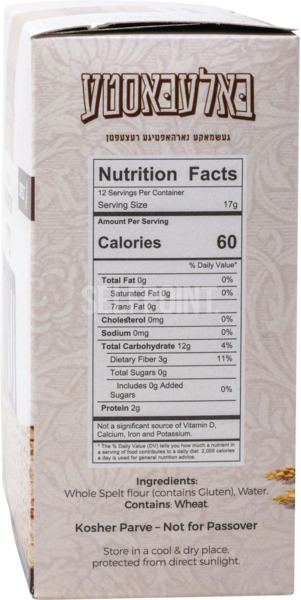 באלעבאסטע
געשמאקע נארהאפטיגע רעצעפטן
Nutrition Facts
12 Servings Per Container
Serving Size 17g
Amount Per Serving
Calories 60
% Daily Value*
Total Fat 0g 0%
Saturated Fat 0g 0%
Trans Fat 0g
Cholesterol 0mg 0%
Sodium 0mg 0%
Total Carbohydrate 12g 4%
Dietary Fiber 3g 11%
Total Sugars 0g
Includes 0g Added
Sugars 0%
Protein 2g
Not a significant source of Vitamin D,
Calcium, Iron and Potassium.
* The % Daily Value (DV) tells you how much a nutrient in
a serving of food contributes to a daily diet. 2,000 calories
a day is used for general nutrition advice.
Ingredients:
Whole Spelt flour (contains Gluten), Water.
Contains: Wheat.
Kosher Parve – Not for Passover
Store in a cool & dry place,
protected from direct sunlight.